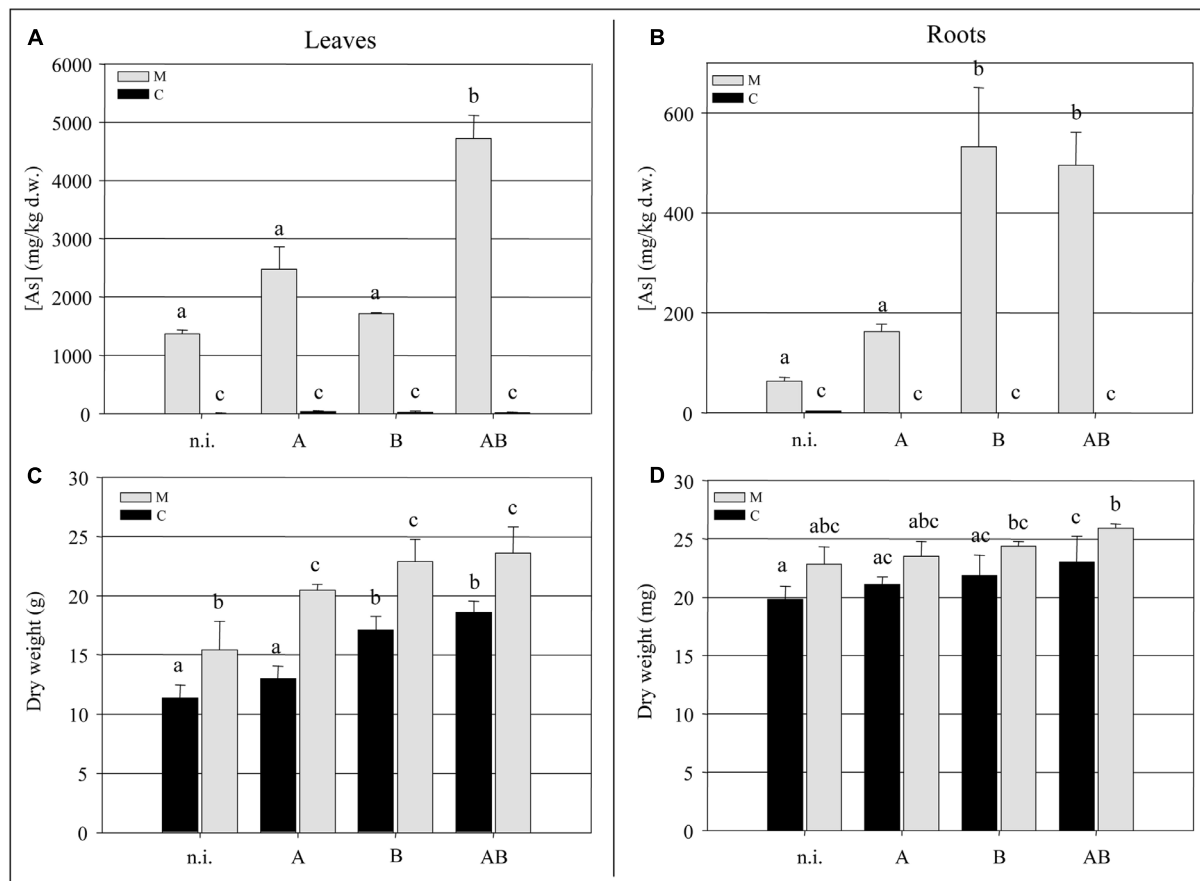 A
Leaves
M
C
[As] (mg/kg d.w.)
6000
5000
4000
3000
2000
1000
0
a
c
a
c
a
c
b
c
n.i.
A
B
AB
B
Roots
M
C
[As] (mg/kg d.w.)
600
400
200
0
a
c
a
c
b
c
b
c
n.i.
A
B
AB
C
M
C
Dry weight (g)
30
25
20
15
10
5
0
a
b
a
c
b
c
b
c
n.i.
A
B
AB
D
M
C
Dry weight (mg)
30
25
20
15
10
5
0
a
abc
ac
abc
ac
bc
c
b
n.i.
A
B
AB